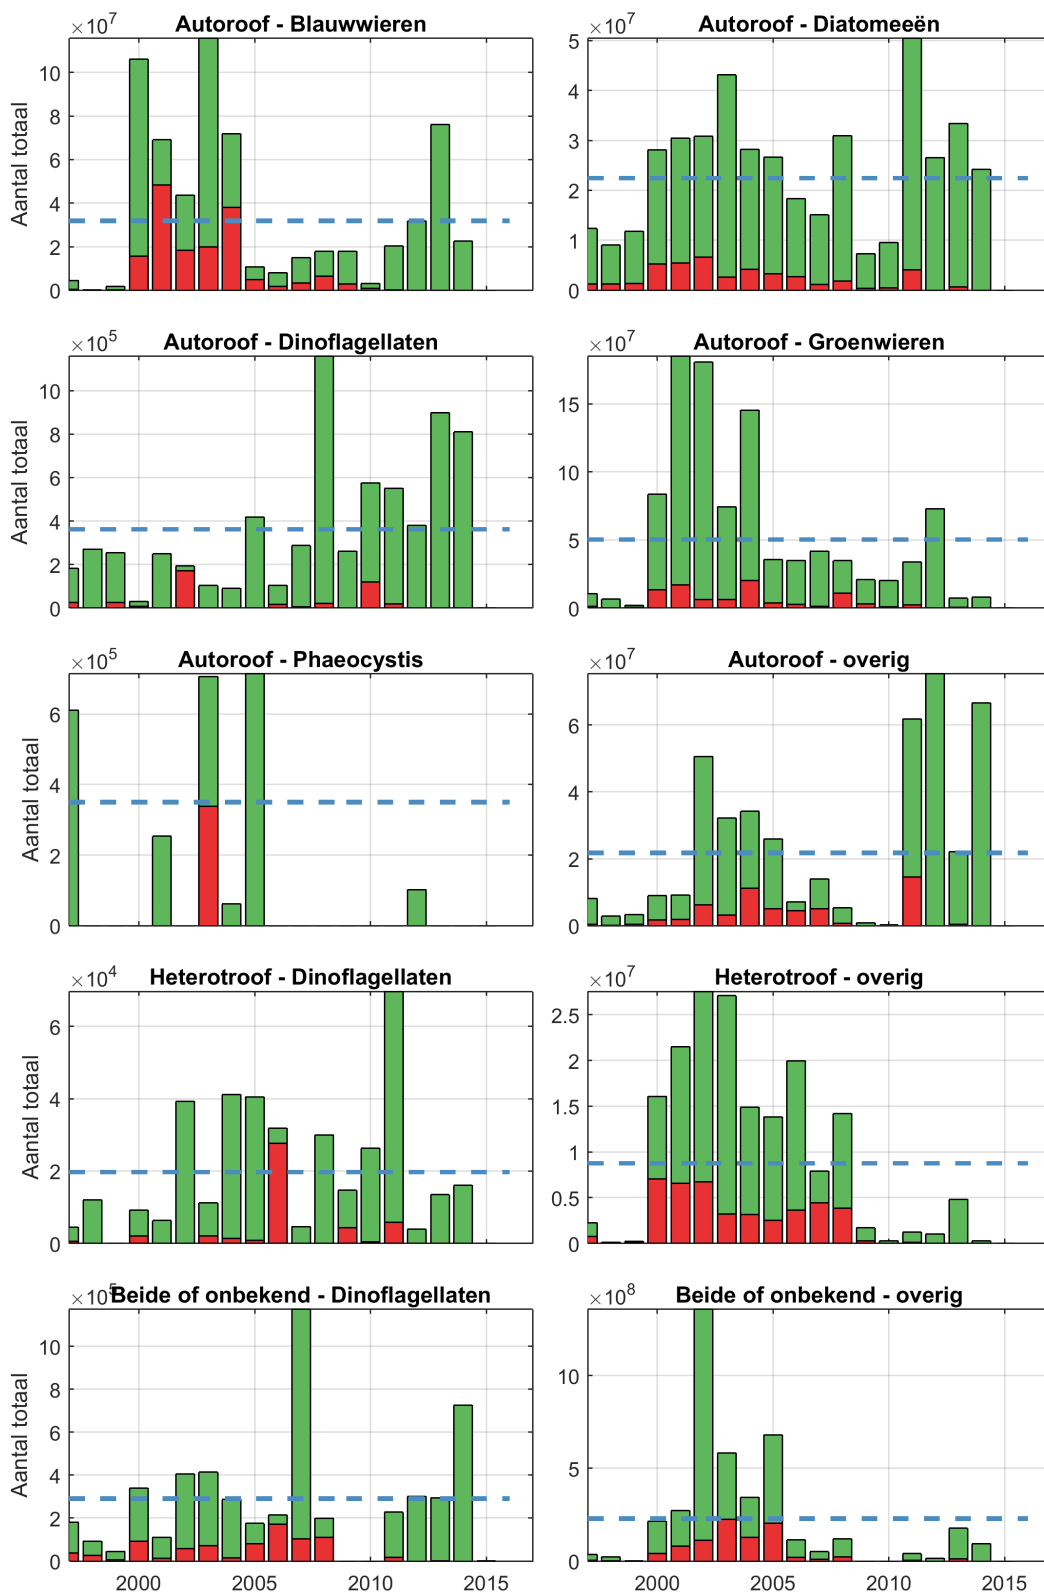 ×10⁷ Autoroof - Blauwwieren
Aantal totaal
10
8
6
4
2
0
×10⁷ Autoroof - Diatomeeën
5
4
3
2
1
0
×10⁵ Autoroof - Dinoflagellaten
Aantal totaal
10
8
6
4
2
0
×10⁷ Autoroof - Groenwieren
15
10
5
0
×10⁵ Autoroof - Phaeocystis
Aantal totaal
6
4
2
0
×10⁷ Autoroof - overig
6
4
2
0
×10⁴ Heterotroof - Dinoflagellaten
Aantal totaal
6
4
2
0
×10⁷ Heterotroof - overig
2.5
2
1.5
1
0.5
0
×10⁵ Beide of onbekend - Dinoflagellaten
Aantal totaal
10
8
6
4
2
0
2000 2005 2010 2015
×10⁸ Beide of onbekend - overig
10
5
0
2000 2005 2010 2015